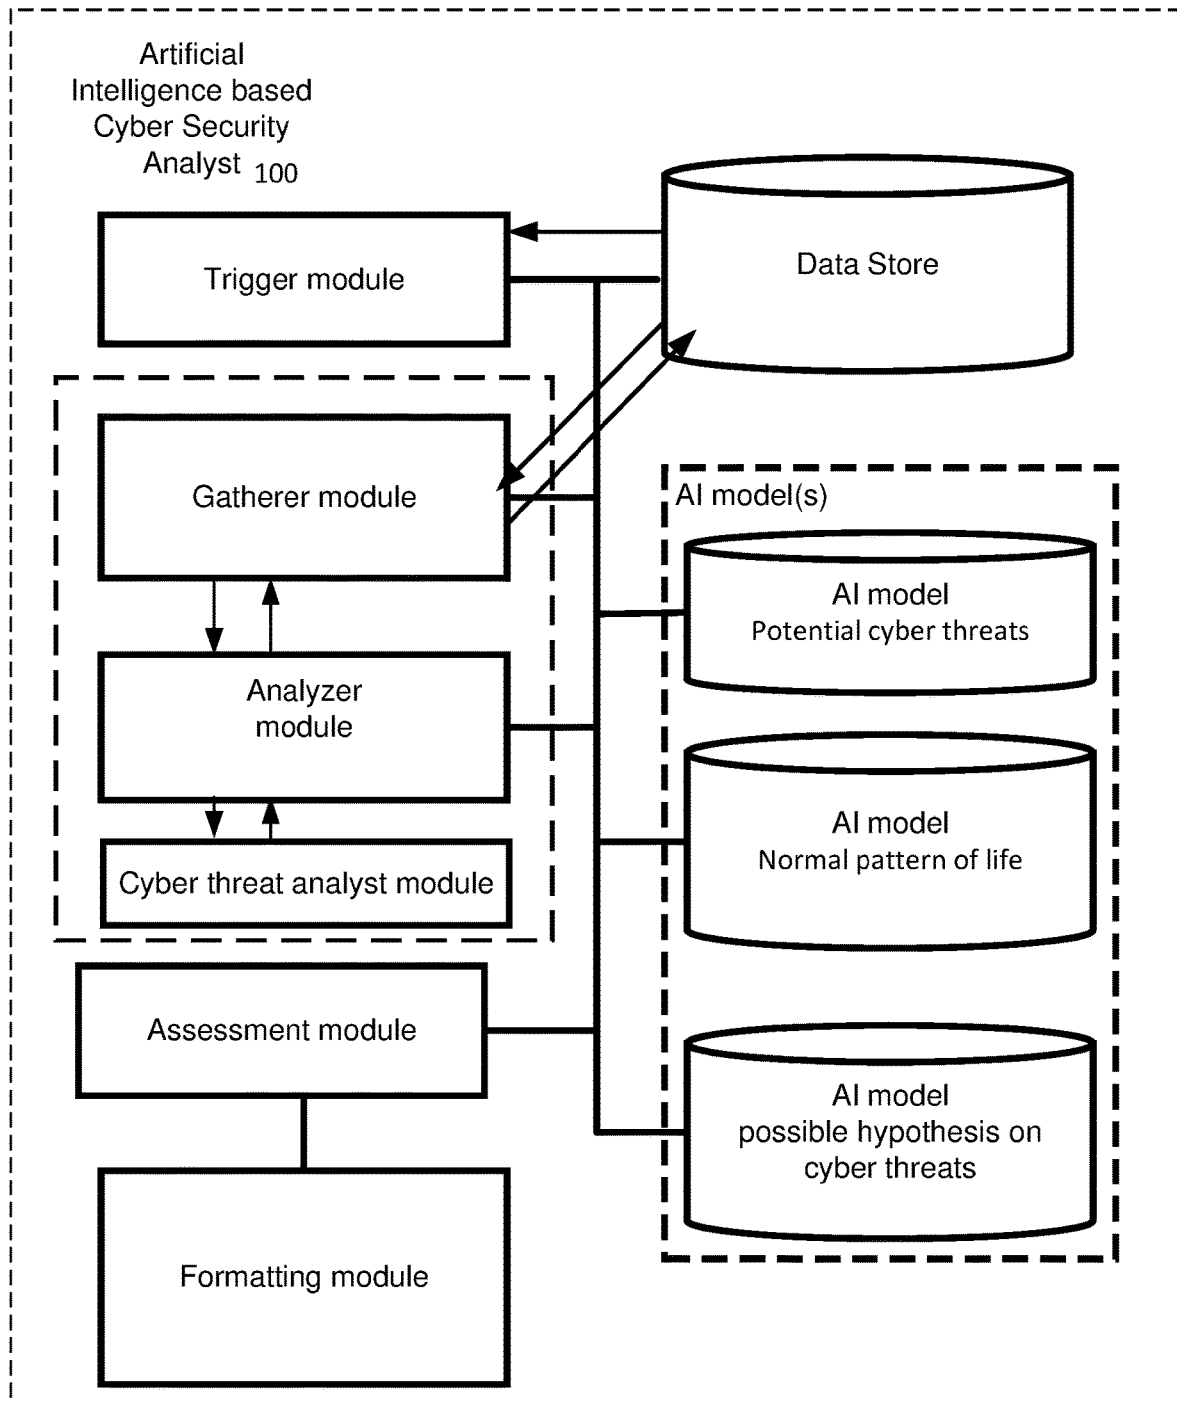 Artificial
Intelligence based
Cyber Security
Analyst 100
Trigger module
Data Store
Gatherer module
AI model(s)
AI model
Potential cyber threats
Analyzer
module
AI model
Normal pattern of life
Cyber threat analyst module
Assessment module
AI model
possible hypothesis on
cyber threats
Formatting module